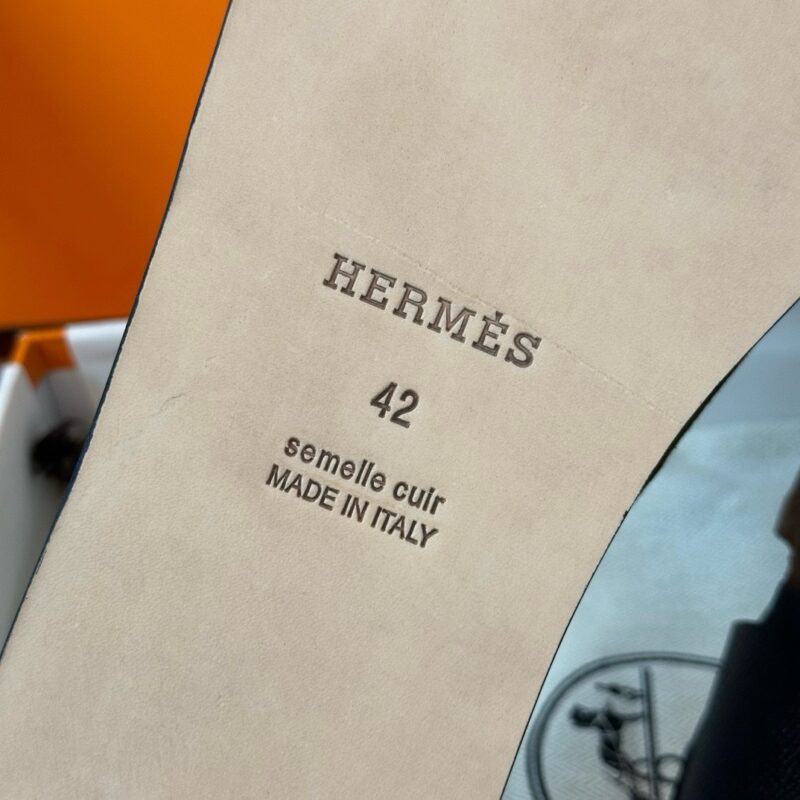 HERMÈS
42
semelle cuir
MADE IN ITALY